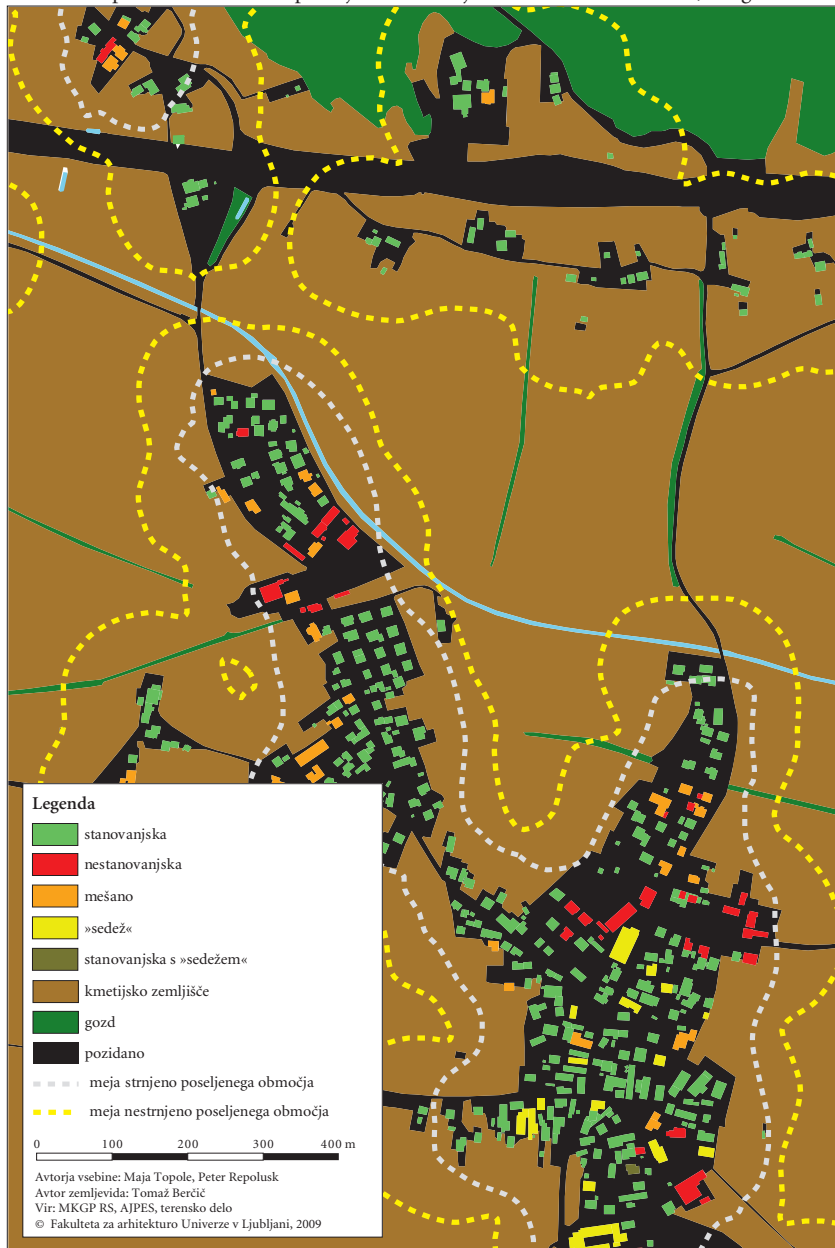 Legenda
stanovanjska
nestanovanjska
mešano
»sedež«
stanovanjska s »sedežem«
kmetijsko zemljišče
gozd
pozidano
meja strnjeno poseljenega območja
meja nestrnjeno poseljenega območja
0 100 200 300 400 m
Avtorja vsebine: Maja Topole, Peter Repolusk
Avtor zemljevida: Tomaž Berčič
Vir: MKGP RS, AJPES, terensko delo
© Fakulteta za arhitekturo Univerze v Ljubljani, 2009